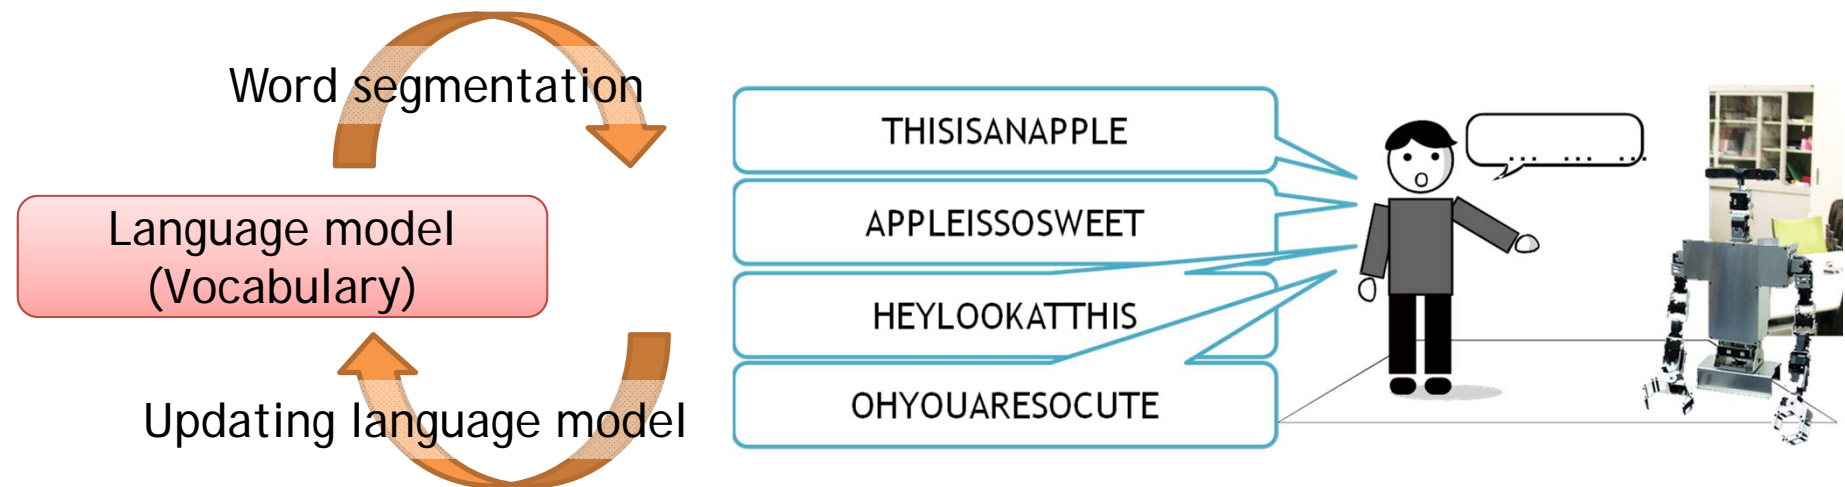 Word segmentation
Language model
(Vocabulary)
Updating language model
THISISANAPPLE
APPLEISSOSWEET
HEYLOOKATTHIS
OHYOUARESOCUTE
... ... ...